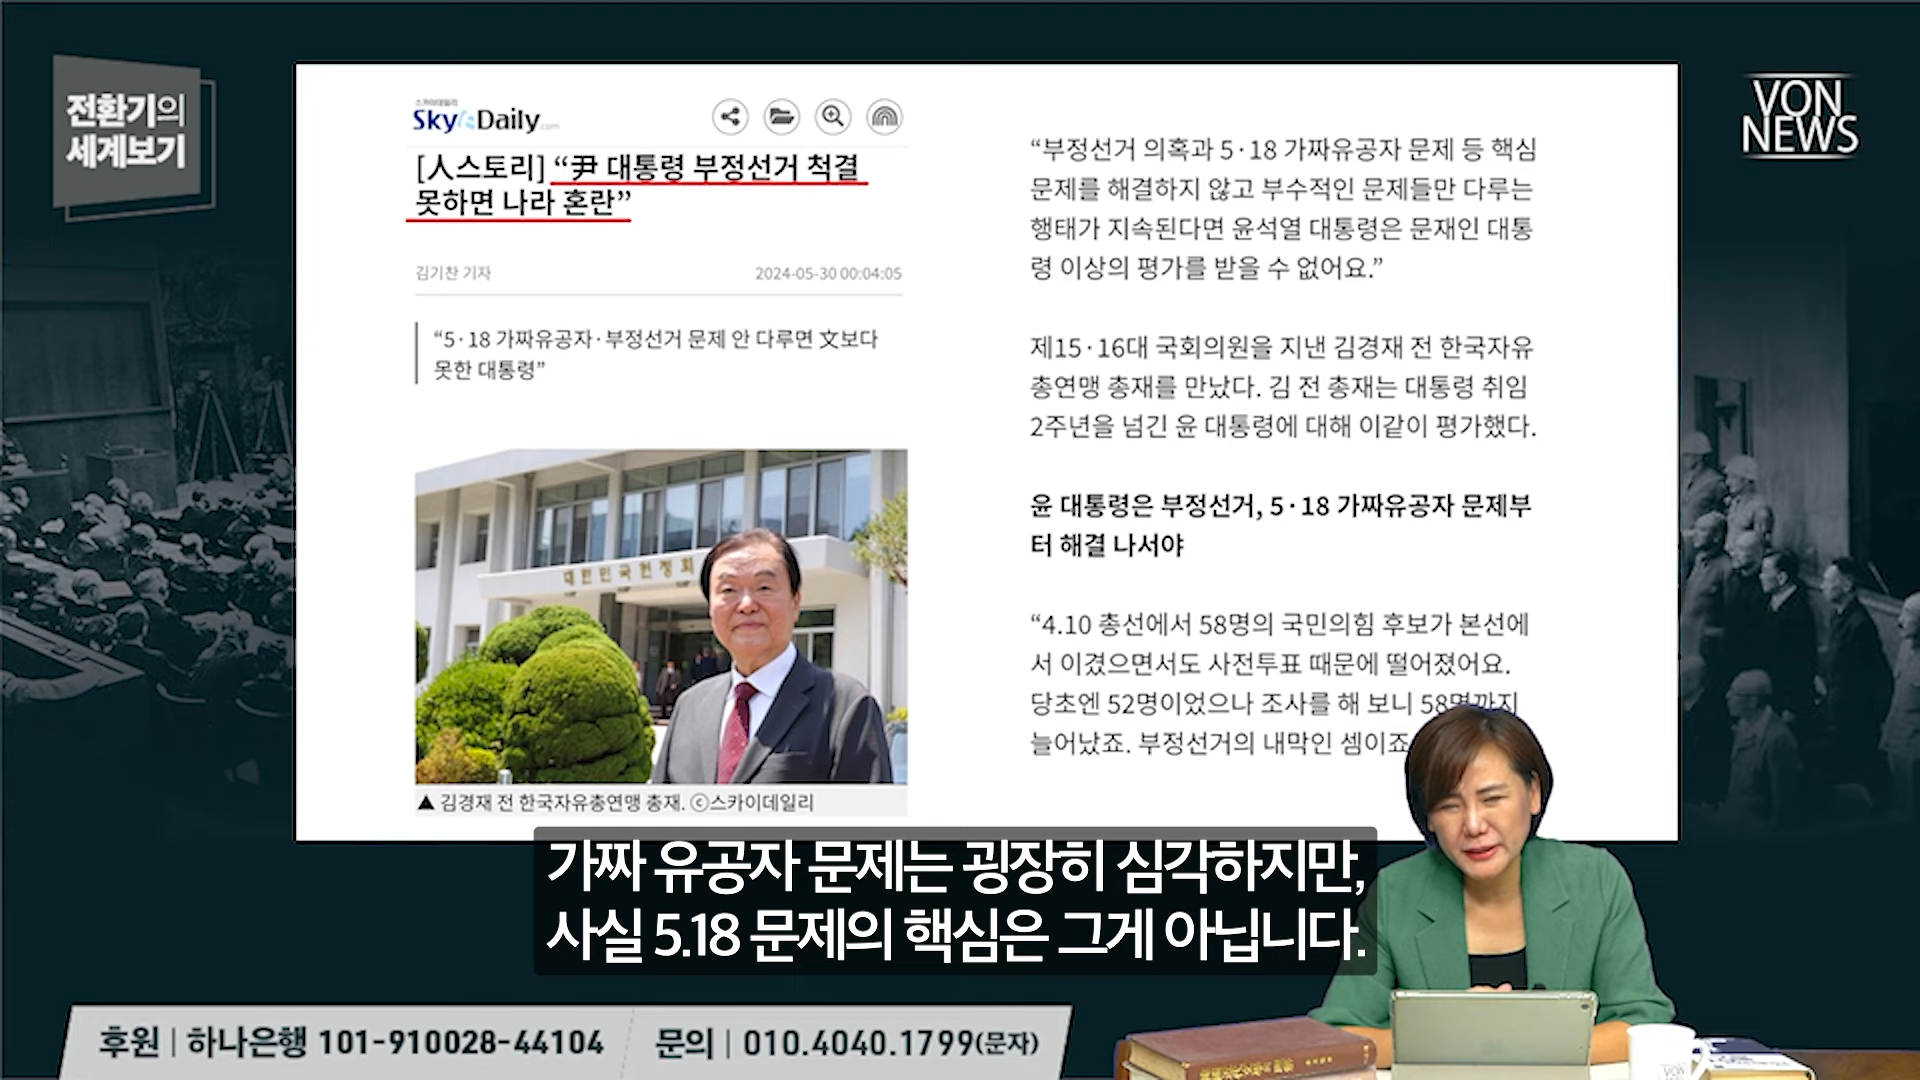 전환기의
세계보기
스카이데일리
Sky Daily.com
[人스토리] “尹 대통령 부정선거 척결
못하면 나라 혼란”
김기찬 기자
2024-05-30 00:04:05
“5·18 가짜유공자·부정선거 문제 안 다루면 文보다
못한 대통령”
대한민국헌정회
▲ 김경재 전 한국자유총연맹 총재. ⓒ스카이데일리
“부정선거 의혹과 5·18 가짜유공자 문제 등 핵심
문제를 해결하지 않고 부수적인 문제들만 다루는
행태가 지속된다면 윤석열 대통령은 문재인 대통
령 이상의 평가를 받을 수 없어요.”
제15·16대 국회의원을 지낸 김경재 전 한국자유
총연맹 총재를 만났다. 김 전 총재는 대통령 취임
2주년을 넘긴 윤 대통령에 대해 이같이 평가했다.
윤 대통령은 부정선거, 5·18 가짜유공자 문제부
터 해결 나서야
“4.10 총선에서 58명의 국민의힘 후보가 본선에
서 이겼으면서도 사전투표 때문에 떨어졌어요.
당초엔 52명이었으나 조사를 해 보니 58명까지
늘어났죠. 부정선거의 내막인 셈이죠
VON
NEWS
가짜 유공자 문제는 굉장히 심각하지만,
사실 5.18 문제의 핵심은 그게 아닙니다.
후원 | 하나은행 101-910028-44104
문의 | 010.4040.1799(문자)
VON